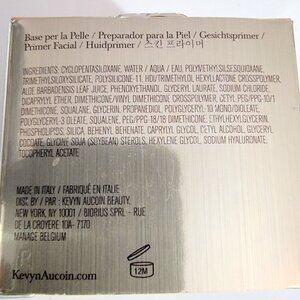 Base per la Pelle / Preparador para la Piel / Gesichtsprimer /
Primer Facial / Huidprimer / 스킨 프라이머
INGREDIENTS: CYCLOPENTASILOXANE, WATER / AQUA / EAU, POLYMETHYLSILSESQUIOXANE,
TRIMETHYLSILOXYSILICATE, POLYSILICONE-11, HDI/TRIMETHYLOL HEXYLLACTONE CROSSPOLYMER,
ALOE BARBADENSIS LEAF JUICE, PHENOXYETHANOL, GLYCERYL LAURATE, SODIUM CHLORIDE,
DICAPRYLYL ETHER, DIMETHICONE/VINYL DIMETHICONE CROSSPOLYMER, CETYL PEG/PPG-10/1
DIMETHICONE, SQUALANE, GLYCERIN, PROPANEDIOL, POLYGLYCERYL-10 MONO/DIOLEATE,
POLYGLYCERYL-3 OLEATE, BIS-PEG/PPG-18/18 DIMETHICONE, ETHYLHEXYLGLYCERIN,
PHOSPHOLIPIDS, SILICA, BEHENYL BEHENATE, CAPRYLYL GLYCOL, CETYL ALCOHOL, GLYCERYL
COCOATE, GLYCINE SOJA (SOYBEAN) STEROLS, HEXYLENE GLYCOL, SODIUM HYALURONATE,
TOCOPHERYL ACETATE
MADE IN ITALY / FABRIQUÉ EN ITALIE
DIST. BY / PAR : KEVYN AUCOIN BEAUTY,
NEW YORK, NY 10001 / BIORIUS SPRL - RUE
DE LA CROYERE 10A- 7170
MANAGE BELGIUM
KevynAucoin.com
12M